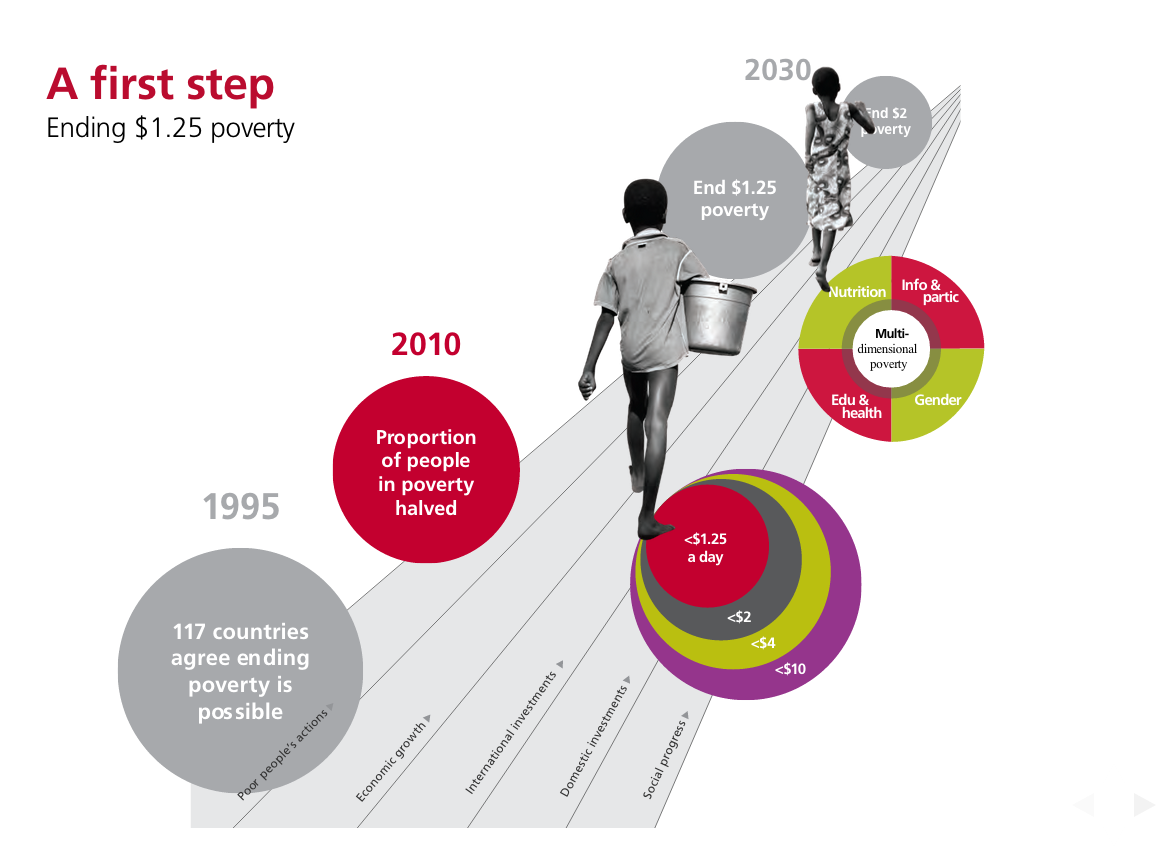 A first step
Ending $1.25 poverty
2030
End $2
poverty
End $1.25
poverty
Nutrition
Info &
partic
Multi-
dimensional
poverty
Edu &
health
Gender
2010
Proportion
of people
in poverty
halved
1995
117 countries
agree ending
poverty is
possible
<$1.25
a day
<$2
<$4
<$10
Poor people's actions
Economic growth
International investments
Domestic investments
Social progress